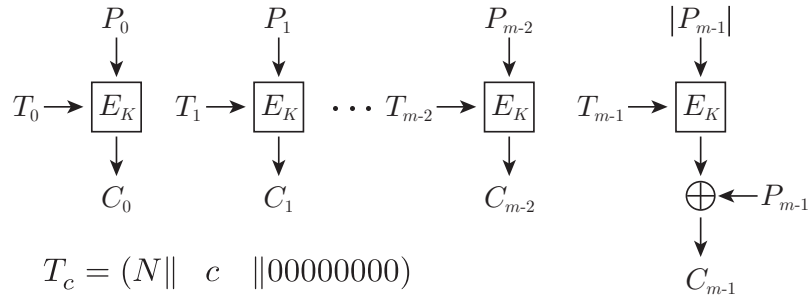 P_0 P_1 P_{m-2} |P_{m-1}|
T_0 E_K T_1 E_K ··· T_{m-2} E_K T_{m-1} E_K
C_0 C_1 C_{m-2} ⊕ P_{m-1}
T_c = (N‖ c ‖00000000)
C_{m-1}